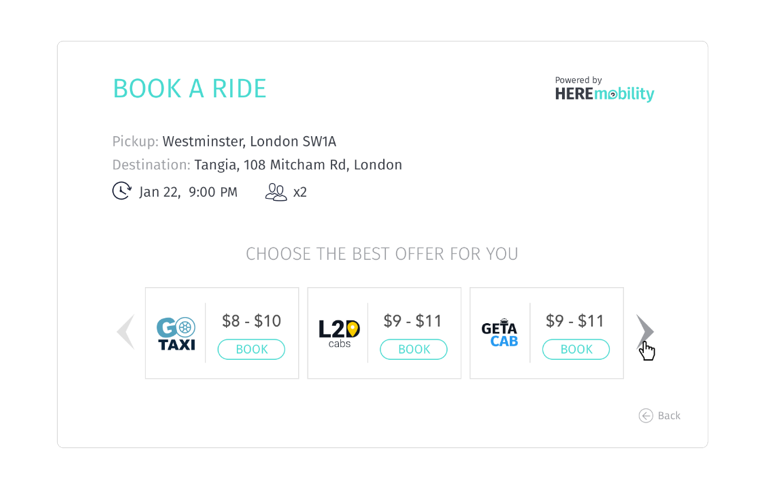 BOOK A RIDE
Powered by
HEREmobility
Pickup: Westminster, London SW1A
Destination: Tangia, 108 Mitcham Rd, London
Jan 22, 9:00 PM x2
CHOOSE THE BEST OFFER FOR YOU
GO
TAXI
$8 - $10
BOOK
L2D
cabs
$9 - $11
BOOK
GETA
CAB
$9 - $11
BOOK
Back